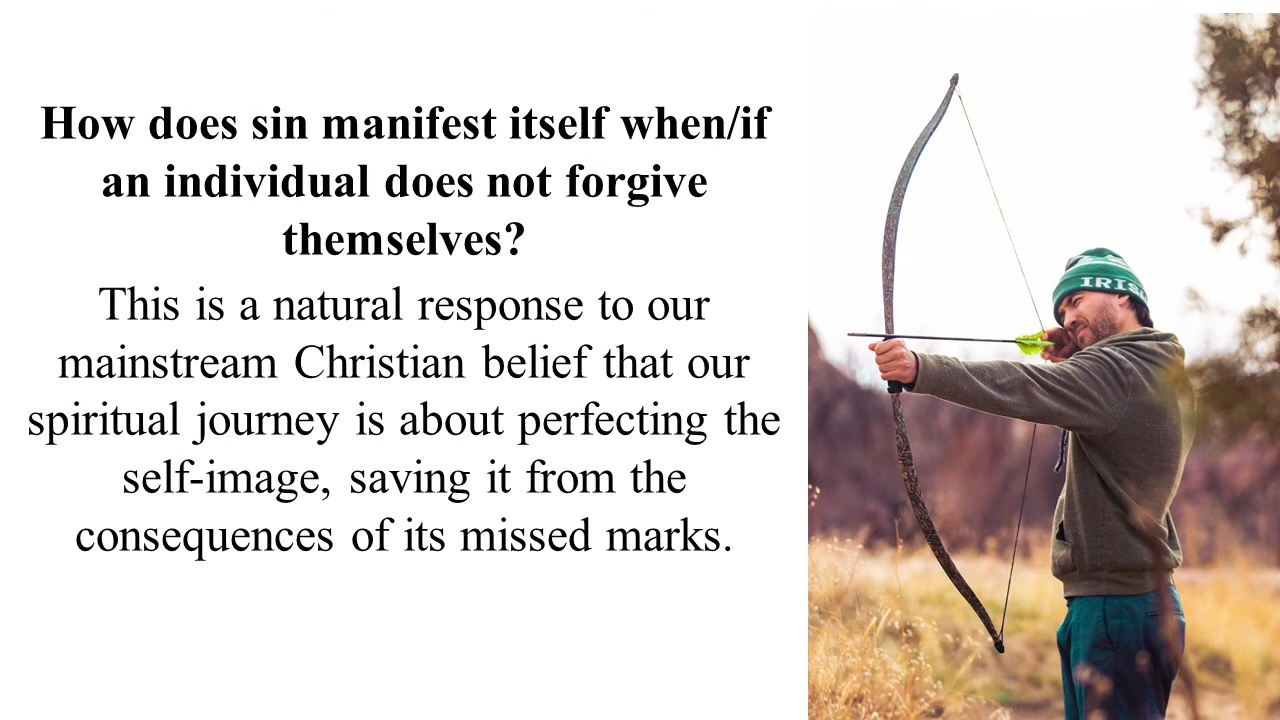 How does sin manifest itself when/if
an individual does not forgive
themselves?
This is a natural response to our
mainstream Christian belief that our
spiritual journey is about perfecting the
self-image, saving it from the
consequences of its missed marks.